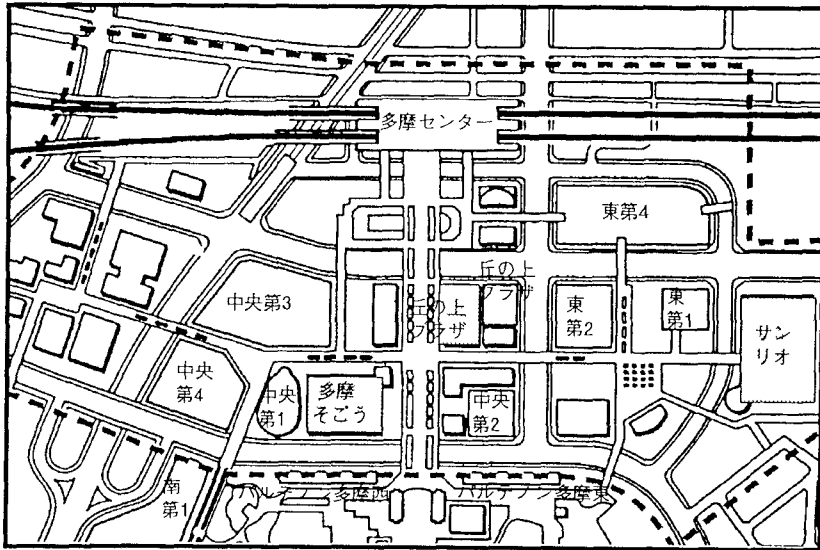 多摩センター
東第4
丘の上
プラザ
中央第3
丘の上
プラザ
東
第2
東
第1
サン
リオ
中央
第4
中央
第1
多摩
そごう
中央
第2
南
第1
パルテノン多摩西
パルテノン多摩東